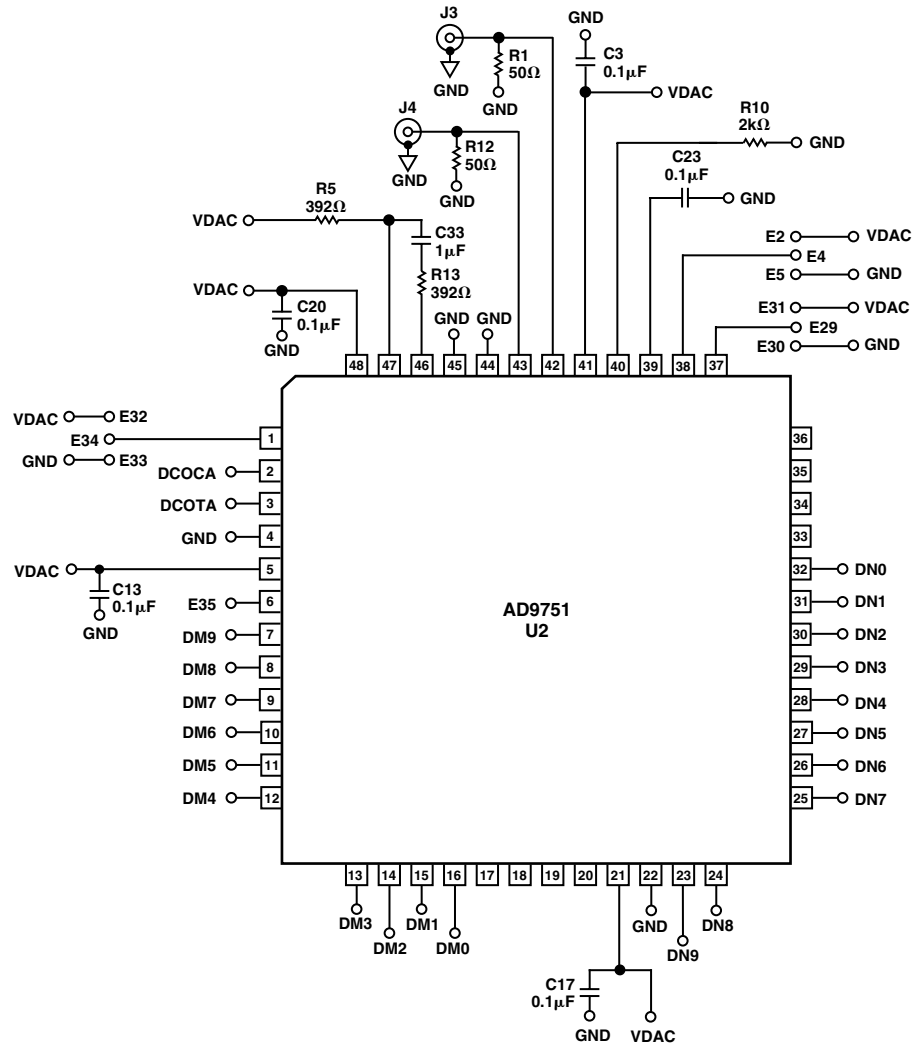 J3
GND
R1
50Ω
GND
GND
C3
0.1µF
VDAC
J4
GND
R12
50Ω
GND
R10
2kΩ
GND
C23
0.1µF
GND
R5
392Ω
VDAC
C33
1µF
R13
392Ω
VDAC
C20
0.1µF
GND
GND
GND
E2
VDAC
E4
E5
GND
E31
VDAC
E29
E30
GND
48
47
46
45
44
43
42
41
40
39
38
37
VDAC
E32
E34
1
GND
E33
DCOCA
2
DCOTA
3
GND
4
VDAC
5
C13
0.1µF
GND
E35
6
DM9
7
DM8
8
DM7
9
DM6
10
DM5
11
DM4
12
AD9751
U2
36
35
34
33
32
DN0
31
DN1
30
DN2
29
DN3
28
DN4
27
DN5
26
DN6
25
DN7
13
14
15
16
17
18
19
20
21
22
23
24
DM3
DM2
DM1
DM0
GND
DN9
DN8
C17
0.1µF
GND
VDAC